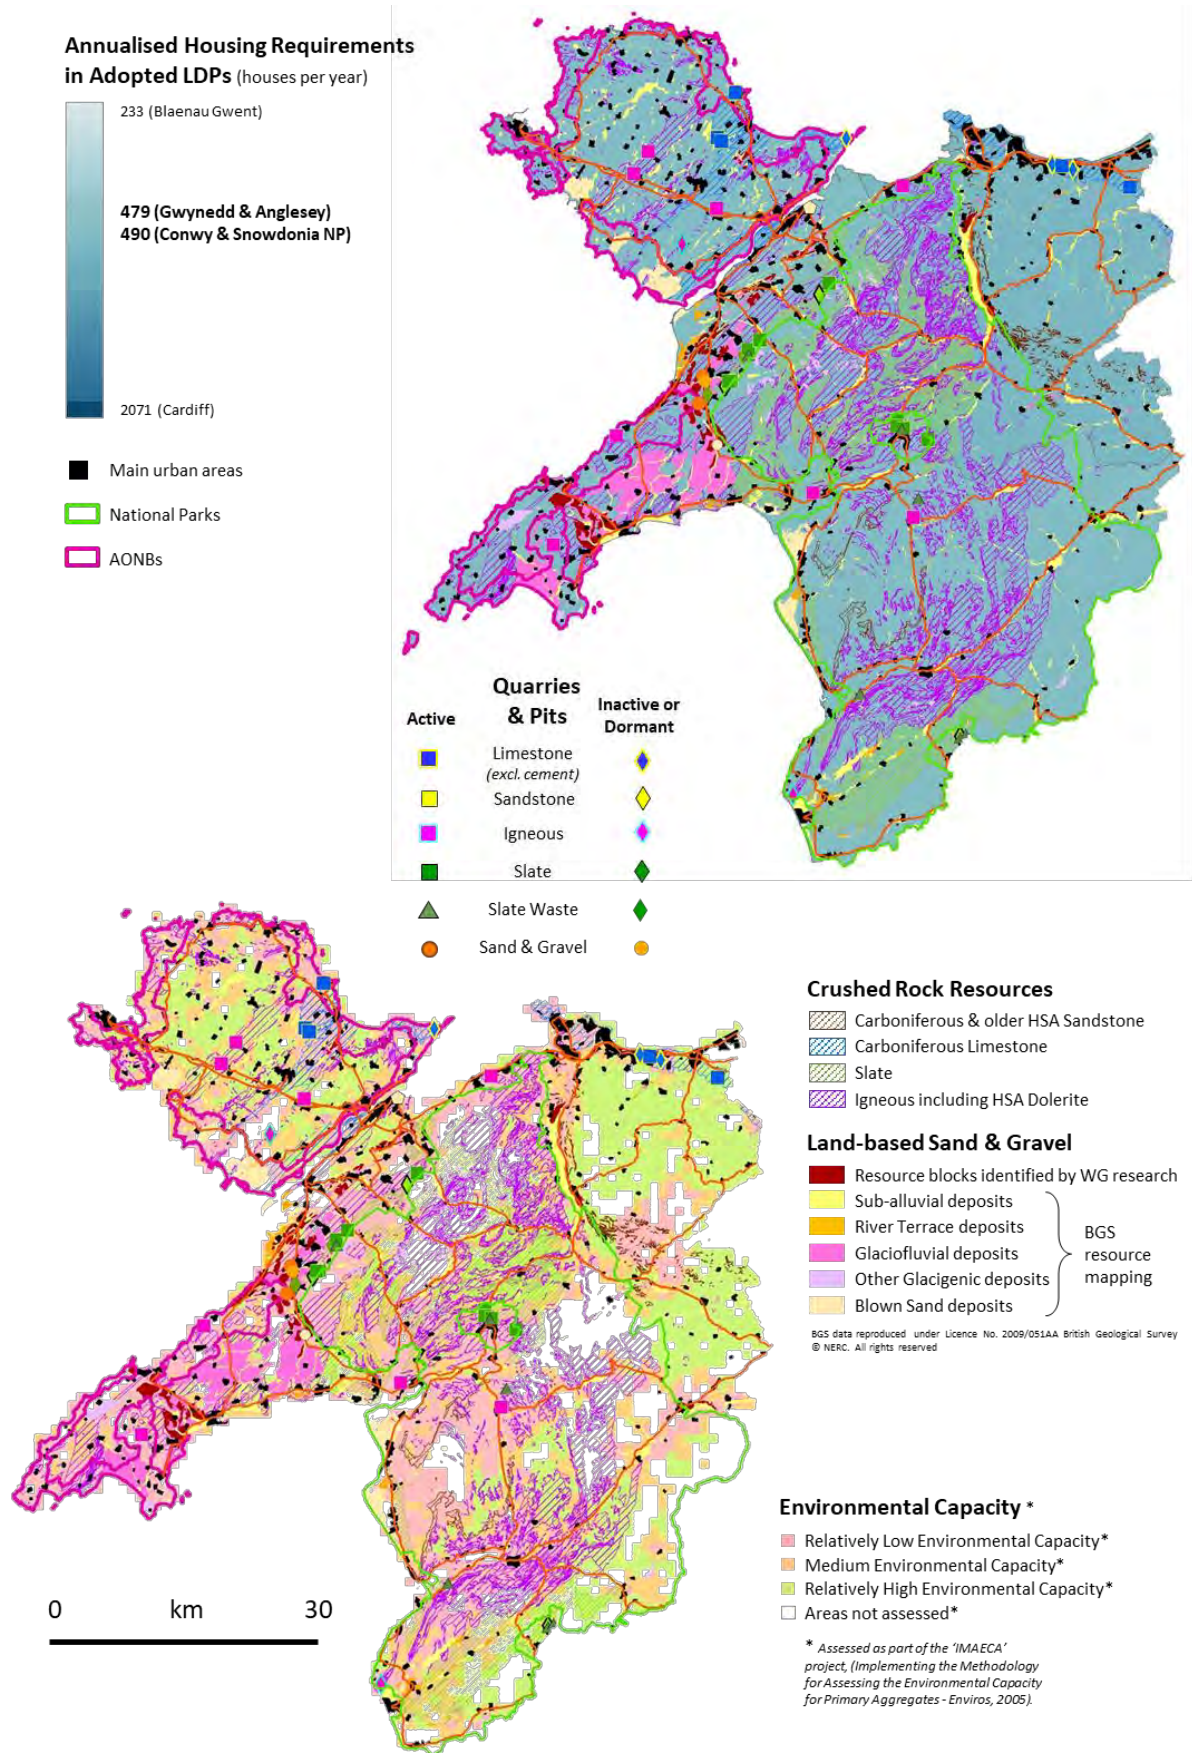 Annualised Housing Requirements
in Adopted LDPs (houses per year)
233 (Blaenau Gwent)
479 (Gwynedd & Anglesey)
490 (Conwy & Snowdonia NP)
2071 (Cardiff)
Main urban areas
National Parks
AONBs
Quarries
& Pits
Active
Inactive or
Dormant
Limestone
(excl. cement)
Sandstone
Igneous
Slate
Slate Waste
Sand & Gravel
Crushed Rock Resources
Carboniferous & older HSA Sandstone
Carboniferous Limestone
Slate
Igneous including HSA Dolerite
Land-based Sand & Gravel
Resource blocks identified by WG research
Sub-alluvial deposits
River Terrace deposits
Glaciofluvial deposits
Other Glacigenic deposits
Blown Sand deposits
BGS
resource
mapping
BGS data reproduced under Licence No. 2009/051AA British Geological Survey
© NERC. All rights reserved
Environmental Capacity *
Relatively Low Environmental Capacity*
Medium Environmental Capacity*
Relatively High Environmental Capacity*
Areas not assessed*
* Assessed as part of the ‘IMAECA’
project, (Implementing the Methodology
for Assessing the Environmental Capacity
for Primary Aggregates - Enviros, 2005).
0 km 30